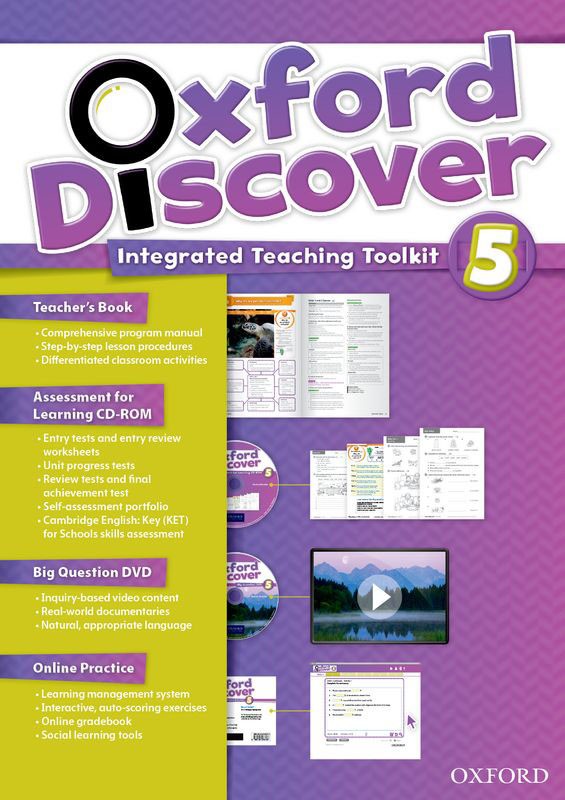 Oxford
Discover
Integrated Teaching Toolkit 5
Teacher's Book
• Comprehensive program manual
• Step-by-step lesson procedures
• Differentiated classroom activities
Assessment for
Learning CD-ROM
• Entry tests and entry review
worksheets
• Unit progress tests
• Review tests and final
achievement test
• Self-assessment portfolio
• Cambridge English: Key (KET)
for Schools skills assessment
Big Question DVD
• Inquiry-based video content
• Real-world documentaries
• Natural, appropriate language
Online Practice
• Learning management system
• Interactive, auto-scoring exercises
• Online gradebook
• Social learning tools
OXFORD